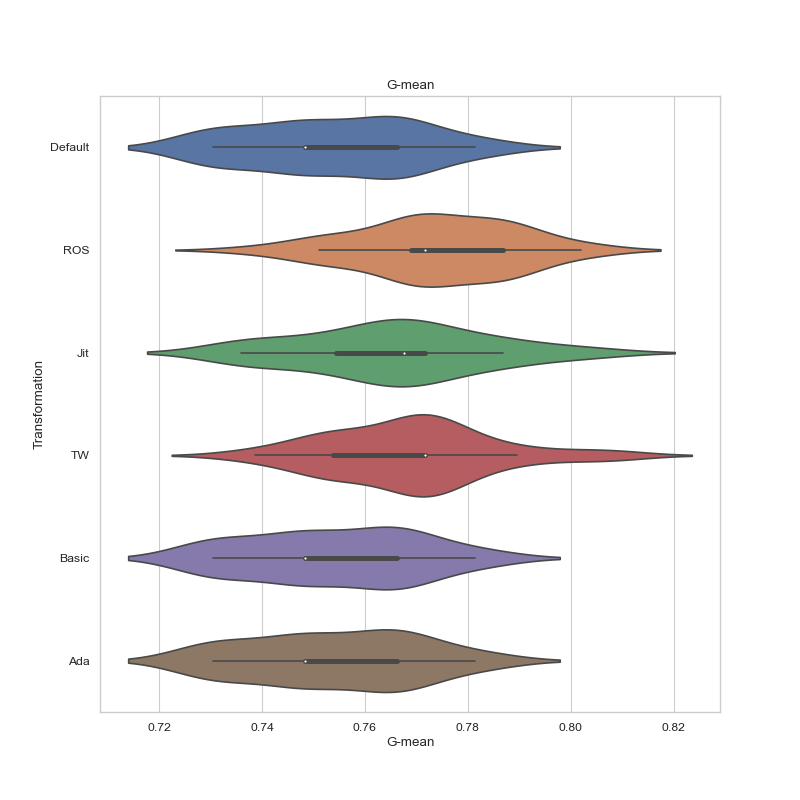 G-mean
Default
ROS
Jit
TW
Basic
Ada
Transformation
0.72 0.74 0.76 0.78 0.80 0.82
G-mean